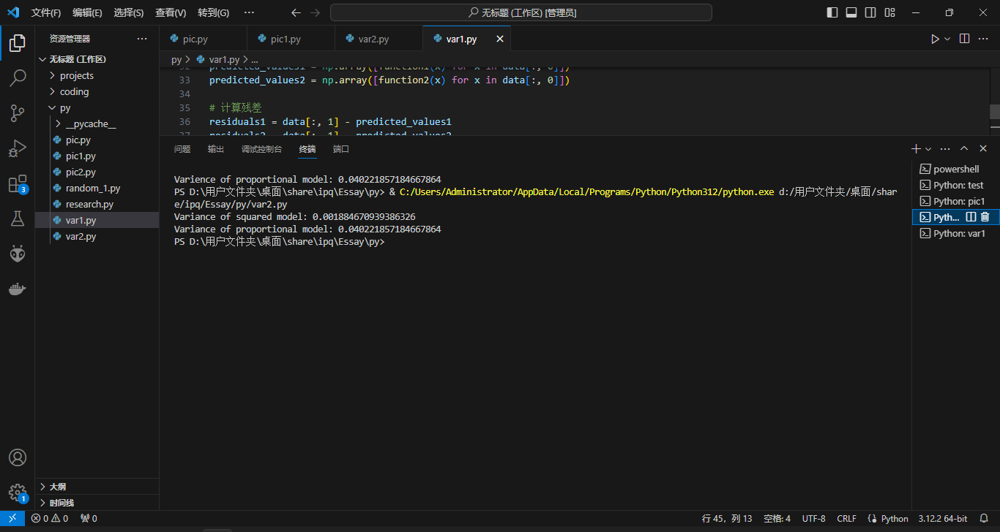 文件(F) 编辑(E) 选择(S) 查看(V) 转到(G) ··· 无标题 (工作区) [管理员]
资源管理器 ···
无标题 (工作区)
projects
coding
py
__pycache__
pic.py
pic1.py
pic2.py
random_1.py
research.py
var1.py
var2.py
大纲
时间线
3
1
pic.py pic1.py var2.py var1.py
py > var1.py > ...
32 predicted_values1 = np.array([function1(x) for x in data[:, 0]])
33 predicted_values2 = np.array([function2(x) for x in data[:, 0]])
34
35 # 计算残差
36 residuals1 = data[:, 1] - predicted_values1
37 residuals2 = data[:, 1] - predicted_values2
问题 输出 调试控制台 终端 端口
Varience of proportional model: 0.040221857184667864
PS D:\用户文件夹\桌面\share\ipq\Essay\py> & C:/Users/Administrator/AppData/Local/Programs/Python/Python312/python.exe d:/用户文件夹/桌面/shar
e/ipq/Essay/py/var2.py
Variance of squared model: 0.001884670939386326
Variance of proportional model: 0.040221857184667864
PS D:\用户文件夹\桌面\share\ipq\Essay\py>
powershell
Python: test
Python: pic1
Pyth...
Python: var1
0 0 0 行 45，列 13 空格: 4 UTF-8 CRLF Python 3.12.2 64-bit